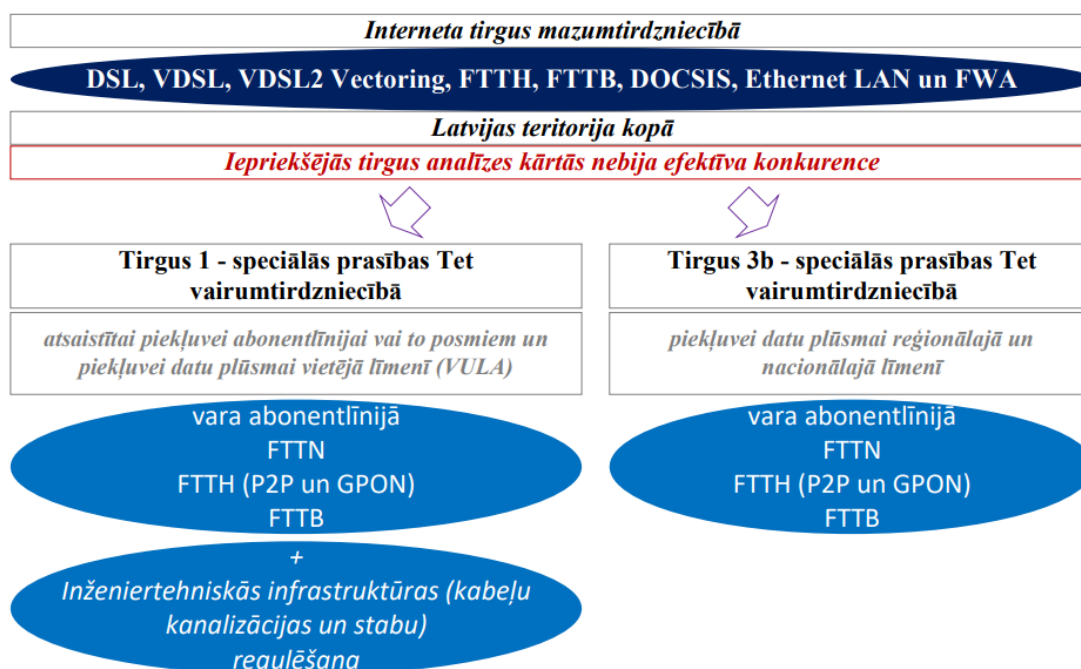 Interneta tirgus mazumtirdzniecībā
DSL, VDSL, VDSL2 Vectoring, FTTH, FTTB, DOCSIS, Ethernet LAN un FWA
Latvijas teritorija kopā
Iepriekšējās tirgus analīzes kārtās nebija efektīva konkurence
Tirgus 1 - speciālās prasības Tet
vairumtirdzniecībā
atsaistītai piekļuvei abonentlīnijai vai to posmiem un
piekļuvei datu plūsmai vietējā līmenī (VULA)
vara abonentlīnijā
FTTN
FTTH (P2P un GPON)
FTTB
+
Inženiertehniskās infrastruktūras (kabeļu
kanalizācijas un stabu)
regulēšana
Tirgus 3b - speciālās prasības Tet
vairumtirdzniecībā
piekļuvei datu plūsmai reģionālajā un
nacionālajā līmenī
vara abonentlīnijā
FTTN
FTTH (P2P un GPON)
FTTB